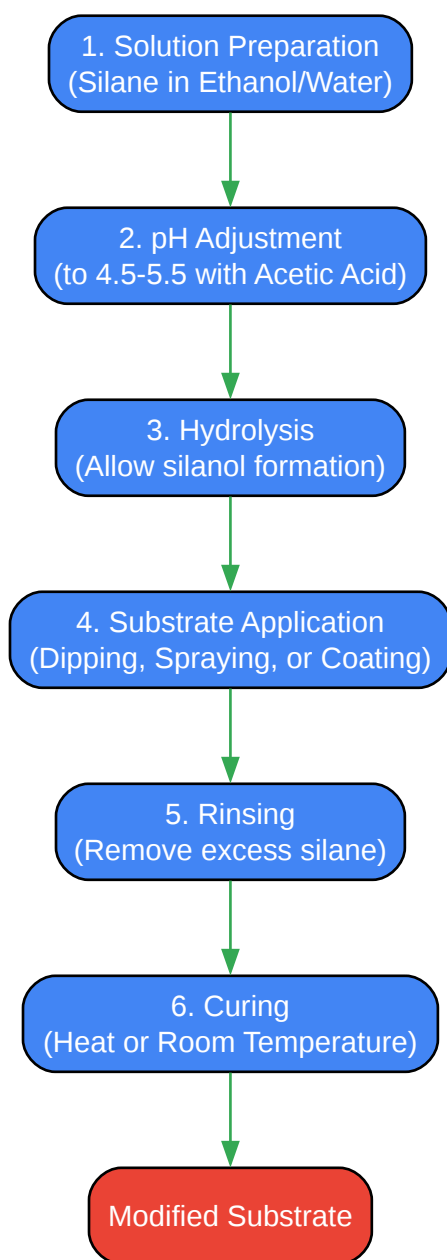 1. Solution Preparation
(Silane in Ethanol/Water)
2. pH Adjustment
(to 4.5-5.5 with Acetic Acid)
3. Hydrolysis
(Allow silanol formation)
4. Substrate Application
(Dipping, Spraying, or Coating)
5. Rinsing
(Remove excess silane)
6. Curing
(Heat or Room Temperature)
Modified Substrate